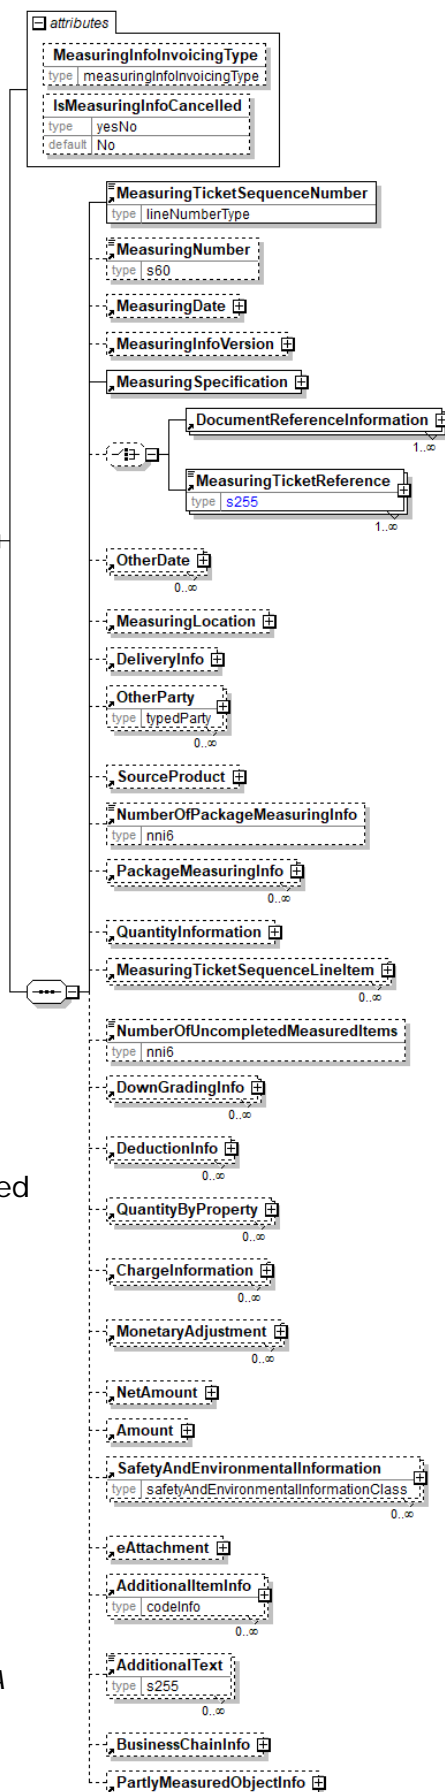 attributes
MeasuringInfoInvoicingType
type measuringInfoInvoicingType
IsMeasuringInfoCancelled
type yesNo
default No
MeasuringTicketSequenceNumber
type lineNumberType
MeasuringNumber
type s60
MeasuringDate
MeasuringInfoVersion
MeasuringSpecification
DocumentReferenceInformation
1..∞
MeasuringTicketReference
type s255
1..∞
OtherDate
0..∞
MeasuringLocation
DeliveryInfo
OtherParty
type typedParty
0..∞
SourceProduct
NumberOfPackageMeasuringInfo
type nni6
PackageMeasuringInfo
0..∞
QuantityInformation
MeasuringTicketSequenceLineItem
0..∞
NumberOfUncompletedMeasuredItems
type nni6
DownGradingInfo
0..∞
DeductionInfo
0..∞
ed
QuantityByProperty
0..∞
ChargeInformation
0..∞
MonetaryAdjustment
0..∞
NetAmount
Amount
SafetyAndEnvironmentalInformation
type safetyAndEnvironmentalInformationClass
0..∞
eAttachment
AdditionalItemInfo
type codeInfo
0..∞
AdditionalText
type s255
0..∞
BusinessChainInfo
PartlyMeasuredObjectInfo